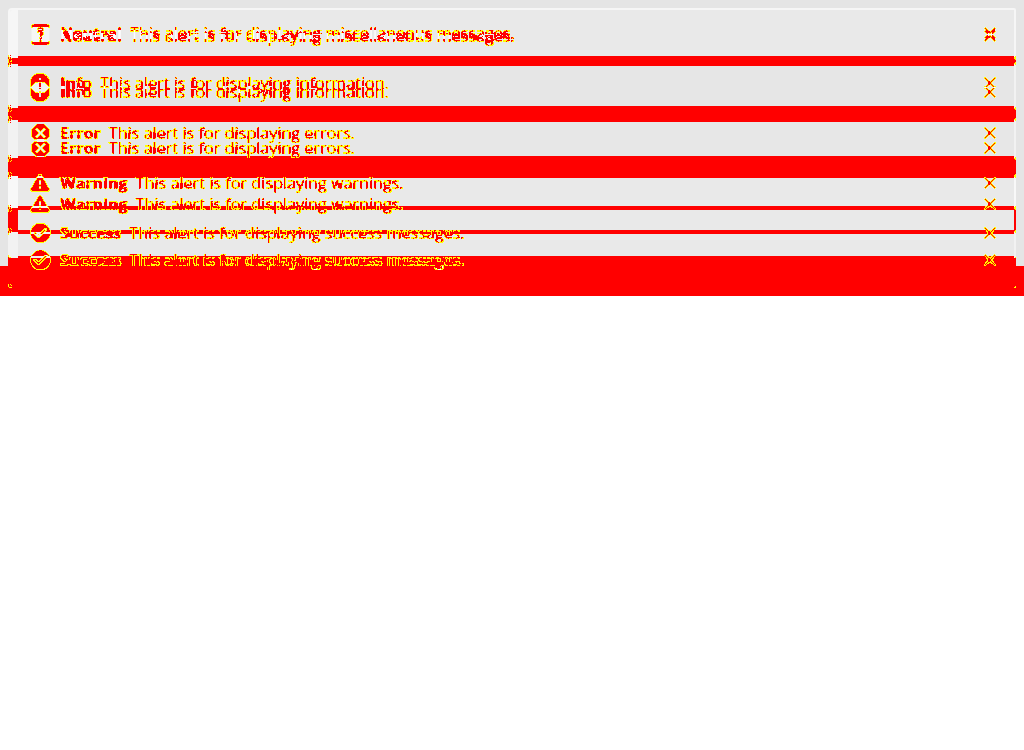 Neutral This alert is for displaying miscellaneous messages.
Info This alert is for displaying information.
Info This alert is for displaying information.
Error This alert is for displaying errors.
Error This alert is for displaying errors.
Warning This alert is for displaying warnings.
Warning This alert is for displaying warnings.
Success This alert is for displaying success messages.
Success This alert is for displaying success messages.